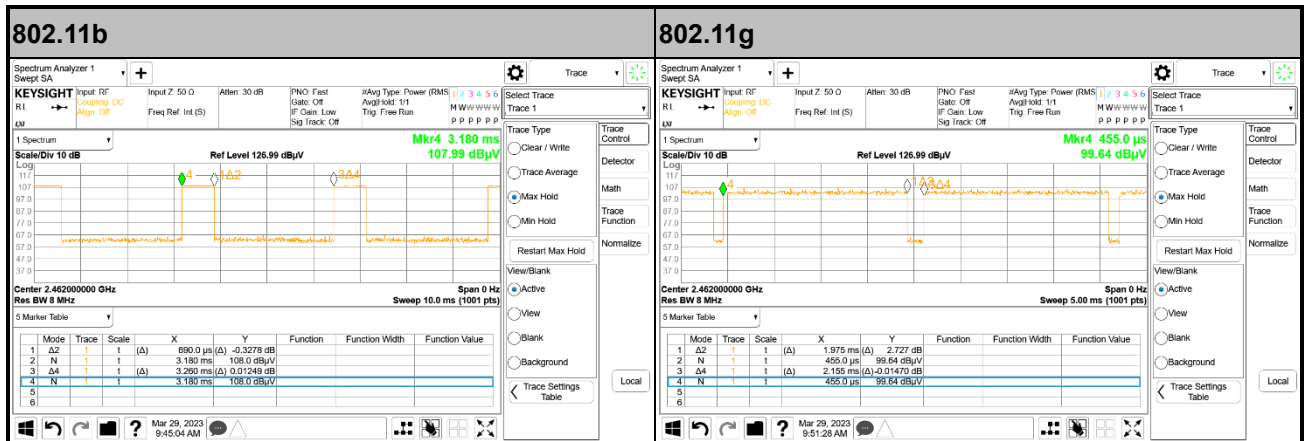 802.11b
Spectrum Analyzer 1
Swept SA
Trace
KEYSIGHT
RL
Input: RF
Coupling: DC
Align: Off
Input Z: 50 Ω
Freq Ref: Int (S)
Atten: 30 dB
PNO: Fast
Gate: Off
IF Gain: Low
Sig Track: Off
#Avg Type: Power (RMS
Avg|Hold: 1/1
Trig: Free Run
1 2 3 4 5 6
M W W W W W
P P P P P P
Select Trace
Trace 1
1 Spectrum
Mkr4 3.180 ms
Scale/Div 10 dB
Ref Level 126.99 dBµV
107.99 dBµV
Log
117
107
97.0
87.0
77.0
67.0
57.0
47.0
37.0
4
1Δ2
3Δ4
Center 2.462000000 GHz
Span 0 Hz
Res BW 8 MHz
Sweep 10.0 ms (1001 pts)
5 Marker Table
Mode Trace Scale X Y Function Function Width Function Value
1 Δ2 1 t (Δ) 690.0 µs (Δ) -0.3278 dB
2 N 1 t 3.180 ms 108.0 dBµV
3 Δ4 1 t (Δ) 3.260 ms (Δ) 0.01249 dB
4 N 1 t 3.180 ms 108.0 dBµV
5
6
Trace Type
Clear / Write
Trace Average
Max Hold
Min Hold
Restart Max Hold
View/Blank
Active
View
Blank
Background
Trace Settings
Table
Trace
Control
Detector
Math
Trace
Function
Normalize
Local
?
Mar 29, 2023
9:45:04 AM
802.11g
Spectrum Analyzer 1
Swept SA
Trace
KEYSIGHT
RL
Input: RF
Coupling: DC
Align: Off
Input Z: 50 Ω
Freq Ref: Int (S)
Atten: 30 dB
PNO: Fast
Gate: Off
IF Gain: Low
Sig Track: Off
#Avg Type: Power (RMS
Avg|Hold: 1/1
Trig: Free Run
1 2 3 4 5 6
M W W W W W
P P P P P P
Select Trace
Trace 1
1 Spectrum
Mkr4 455.0 µs
Scale/Div 10 dB
Ref Level 126.99 dBµV
99.64 dBµV
Log
117
107
97.0
87.0
77.0
67.0
57.0
47.0
37.0
4
1Δ2
3Δ4
Center 2.462000000 GHz
Span 0 Hz
Res BW 8 MHz
Sweep 5.00 ms (1001 pts)
5 Marker Table
Mode Trace Scale X Y Function Function Width Function Value
1 Δ2 1 t (Δ) 1.975 ms (Δ) 2.727 dB
2 N 1 t 455.0 µs 99.64 dBµV
3 Δ4 1 t (Δ) 2.155 ms (Δ) -0.01470 dB
4 N 1 t 455.0 µs 99.64 dBµV
5
6
Trace Type
Clear / Write
Trace Average
Max Hold
Min Hold
Restart Max Hold
View/Blank
Active
View
Blank
Background
Trace Settings
Table
Trace
Control
Detector
Math
Trace
Function
Normalize
Local
?
Mar 29, 2023
9:51:28 AM